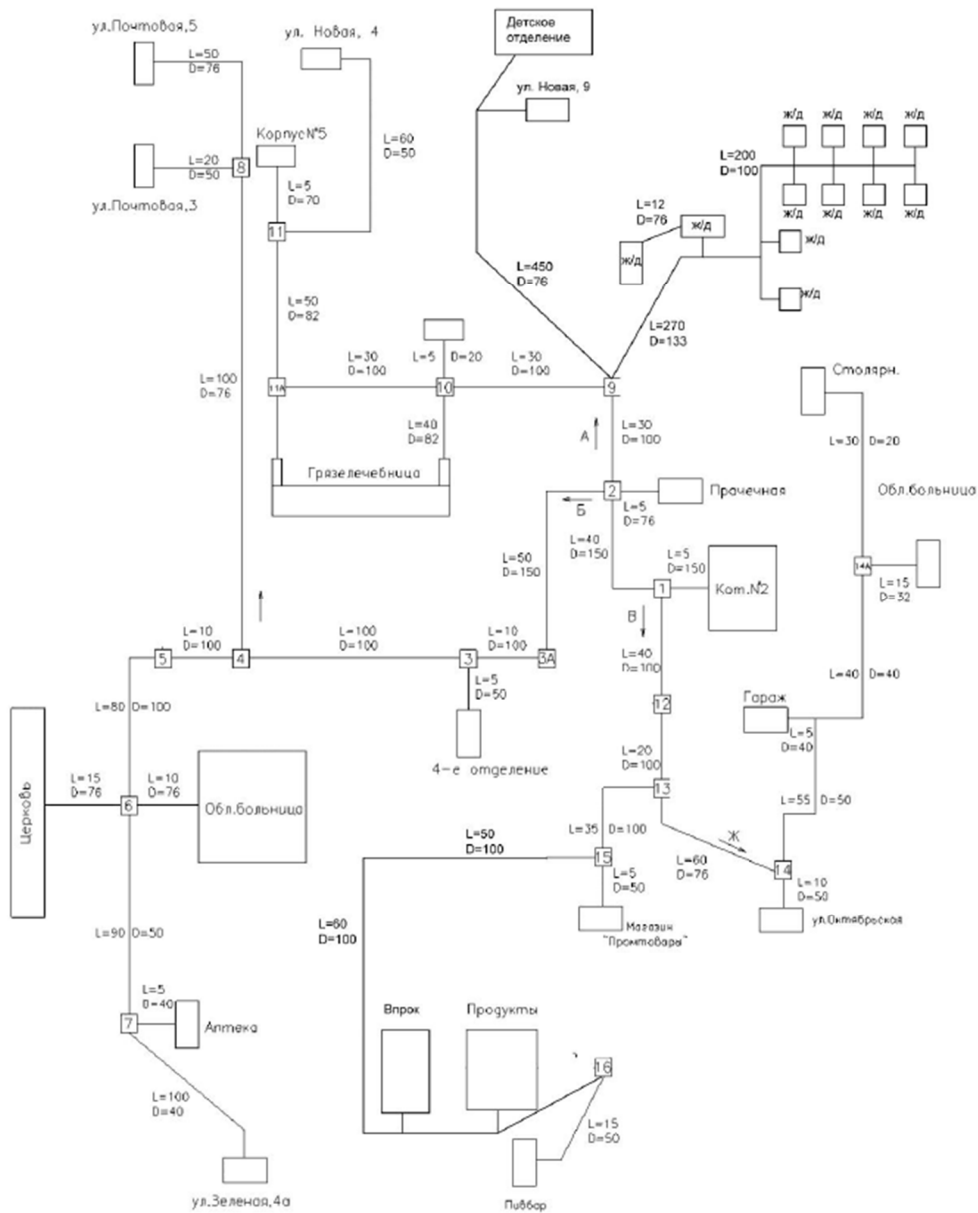 ул.Почтовая,5
L=50
D=76
L=20
D=50
8
ул.Почтовая,3
ул. Новая, 4
Корпус №5
L=5
D=70
11
L=60
D=50
L=50
D=82
Детское
отделение
ул. Новая, 9
L=450
D=76
ж/д
ж/д
ж/д
ж/д
L=200
D=100
ж/д
ж/д
ж/д
ж/д
L=12
D=76
ж/д
ж/д
ж/д
ж/д
L=270
D=133
L=100
D=76
11А
L=30
D=100
L=5
D=20
10
L=30
D=100
9
L=40
D=82
Грязелечебница
А
L=30
D=100
Столярн.
L=30
D=20
Обл.больница
14А
L=15
D=32
Б
2
L=5
D=76
Прачечная
L=50
D=150
L=40
D=150
1
L=5
D=150
Кот.№2
В
L=40
D=100
L=40
D=40
5
L=10
D=100
4
L=100
D=100
3
L=10
D=100
3А
L=5
D=50
4-е отделение
12
Гараж
L=5
D=40
L=80
D=100
Церковь
L=15
D=76
6
L=10
D=76
Обл.больница
L=20
D=100
13
L=55
D=50
L=35
D=100
Ж
L=60
D=76
14
L=10
D=50
ул.Октябрьская
L=50
D=100
15
L=5
D=50
Магазин
"Промтовары"
L=60
D=100
L=90
D=50
7
L=5
D=40
Аптека
L=100
D=40
ул.Зеленая,4а
Впрок
Продукты
16
L=15
D=50
Пивбар